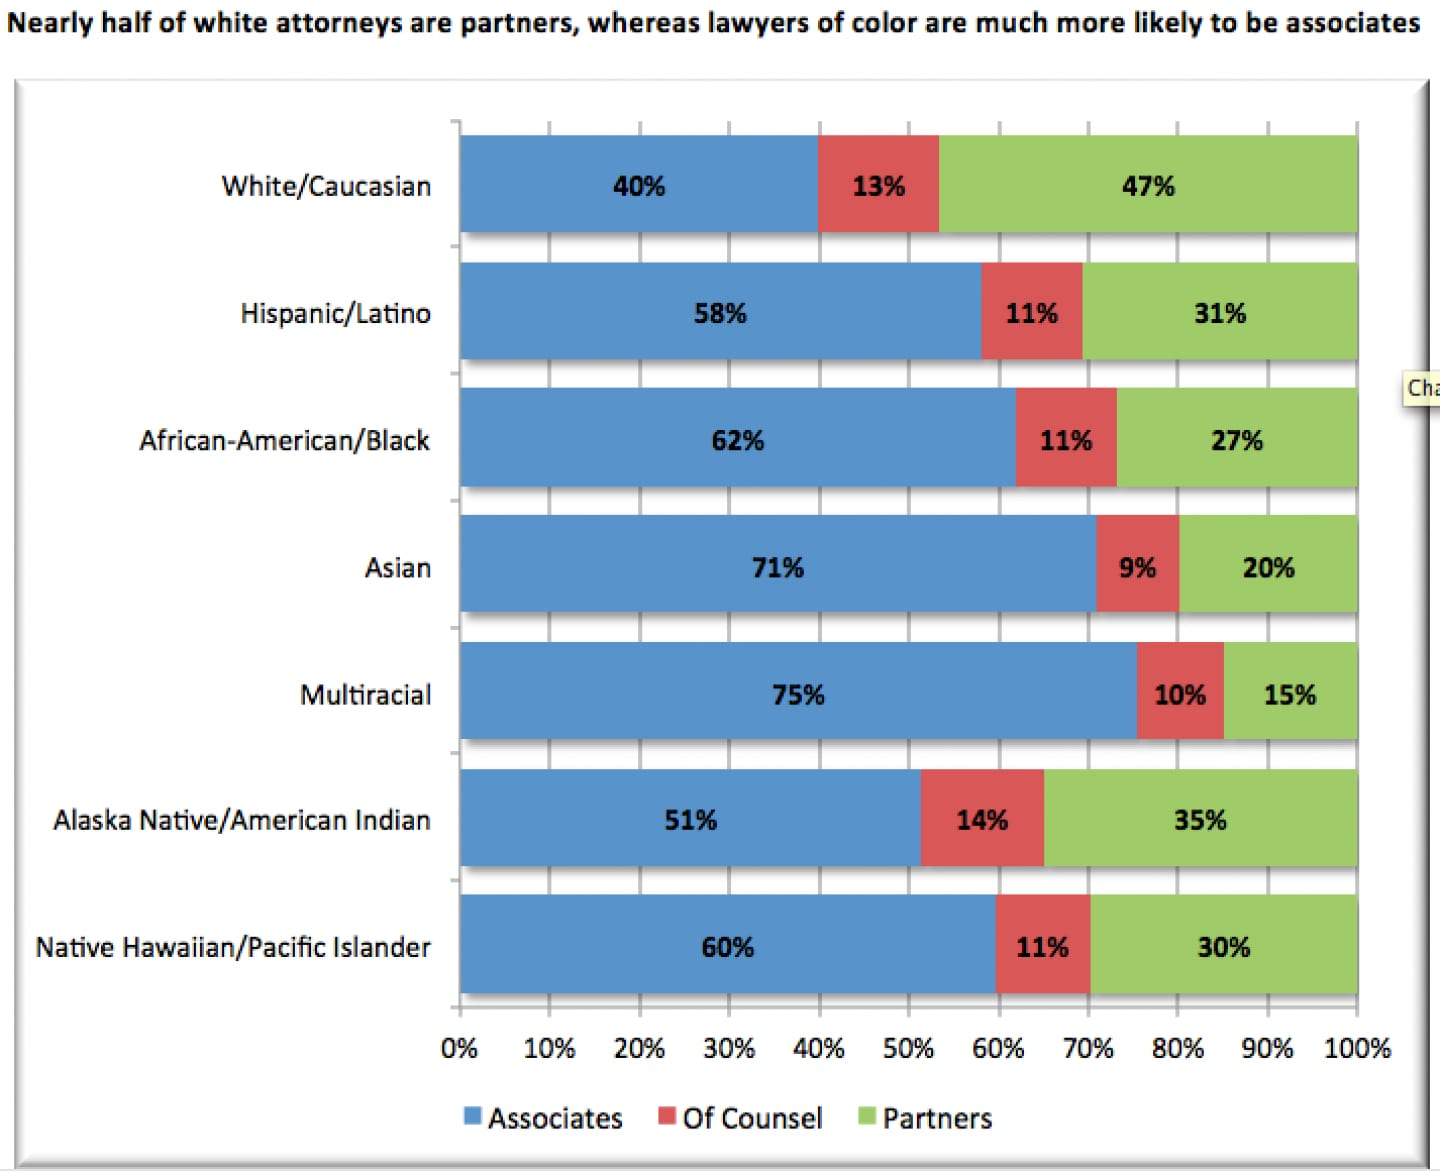 Nearly half of white attorneys are partners, whereas lawyers of color are much more likely to be associates
White/Caucasian 40% 13% 47%
Hispanic/Latino 58% 11% 31%
Cha
African-American/Black 62% 11% 27%
Asian 71% 9% 20%
Multiracial 75% 10% 15%
Alaska Native/American Indian 51% 14% 35%
Native Hawaiian/Pacific Islander 60% 11% 30%
0% 10% 20% 30% 40% 50% 60% 70% 80% 90% 100%
Associates Of Counsel Partners